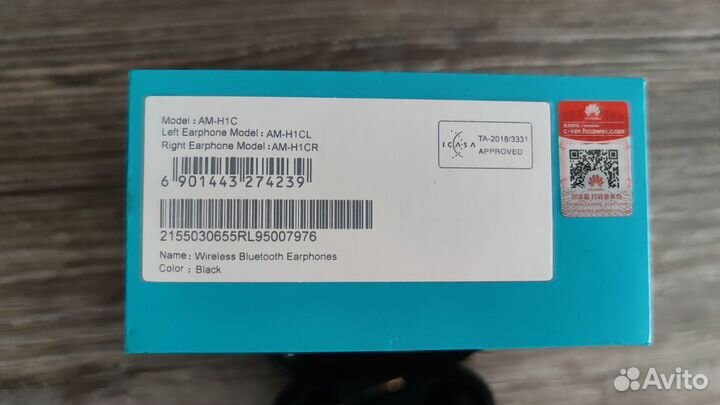 Model : AM-H1C
Left Earphone Model : AM-H1CL
Right Earphone Model : AM-H1CR
6 901443 274239
2155030655RL95007976
Name : Wireless Bluetooth Earphones
Color : Black
ICASA
TA-2018/3331
APPROVED
HUAWEI
c-ver.huawei.com
Avito